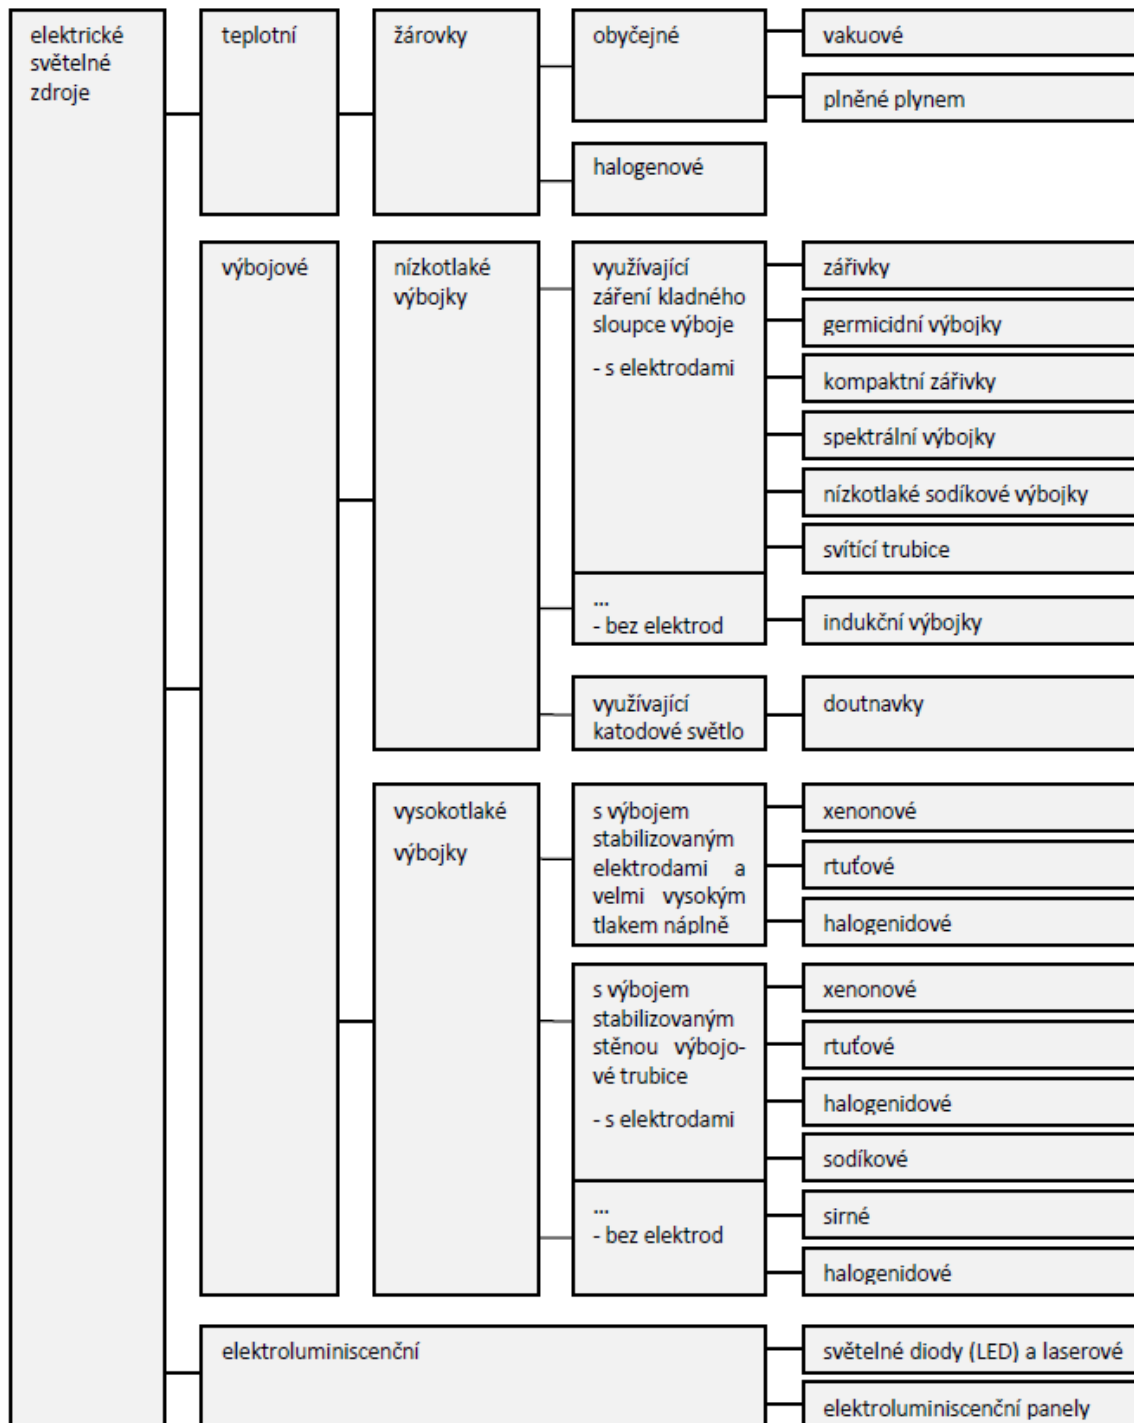 elektrické
světelné
zdroje
teplotní
žárovky
obyčejné
vakuové
plněné plynem
halogenové
výbojové
nízkotlaké
výbojky
využívající
záření kladného
sloupce výboje
- s elektrodami
zářivky
germicidní výbojky
kompaktní zářivky
spektrální výbojky
nízkotlaké sodíkové výbojky
svítící trubice
...
- bez elektrod
indukční výbojky
využívající
katodové světlo
doutnavky
vysokotlaké
výbojky
s výbojem
stabilizovaným
elektrodami a
velmi vysokým
tlakem náplně
xenonové
rtuťové
halogenidové
s výbojem
stabilizovaným
stěnou výbojo-
vé trubice
- s elektrodami
xenonové
rtuťové
halogenidové
sodíkové
...
- bez elektrod
sirné
halogenidové
elektroluminiscenční
světelné diody (LED) a laserové
elektroluminiscenční panely